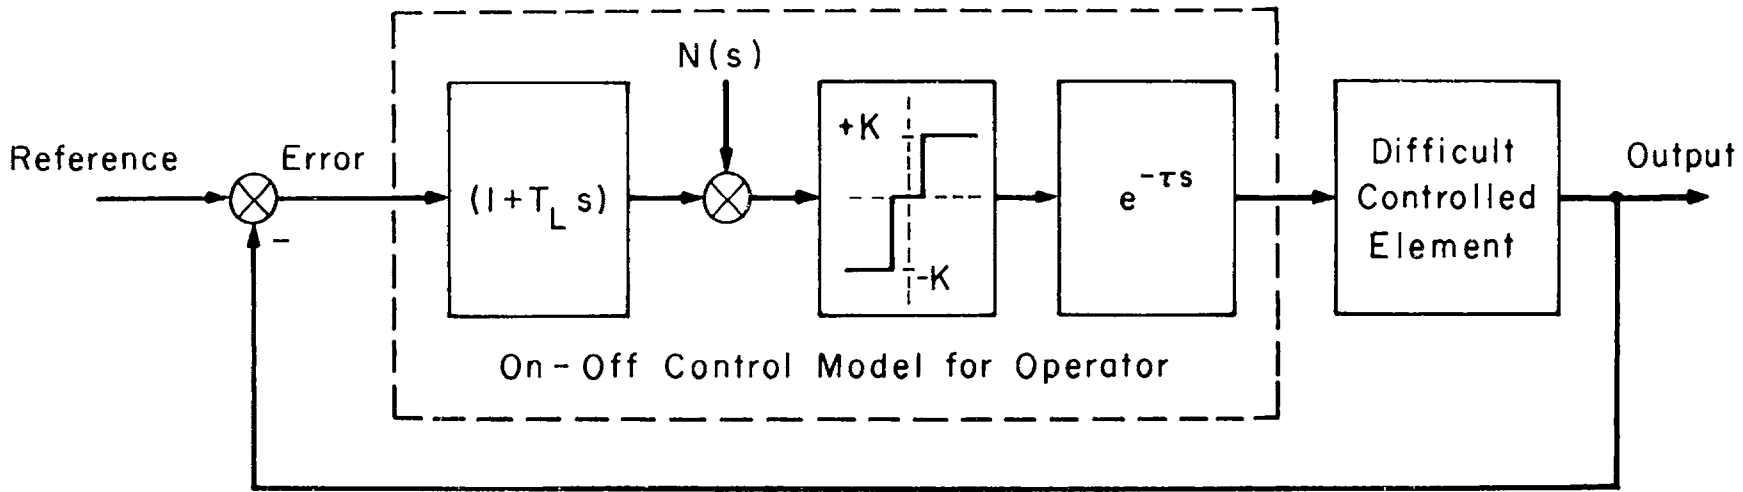 N(s)
Reference
Error
(1+T_L s)
+K
-K
e^{-τs}
Difficult
Controlled
Element
Output
-
On-Off Control Model for Operator